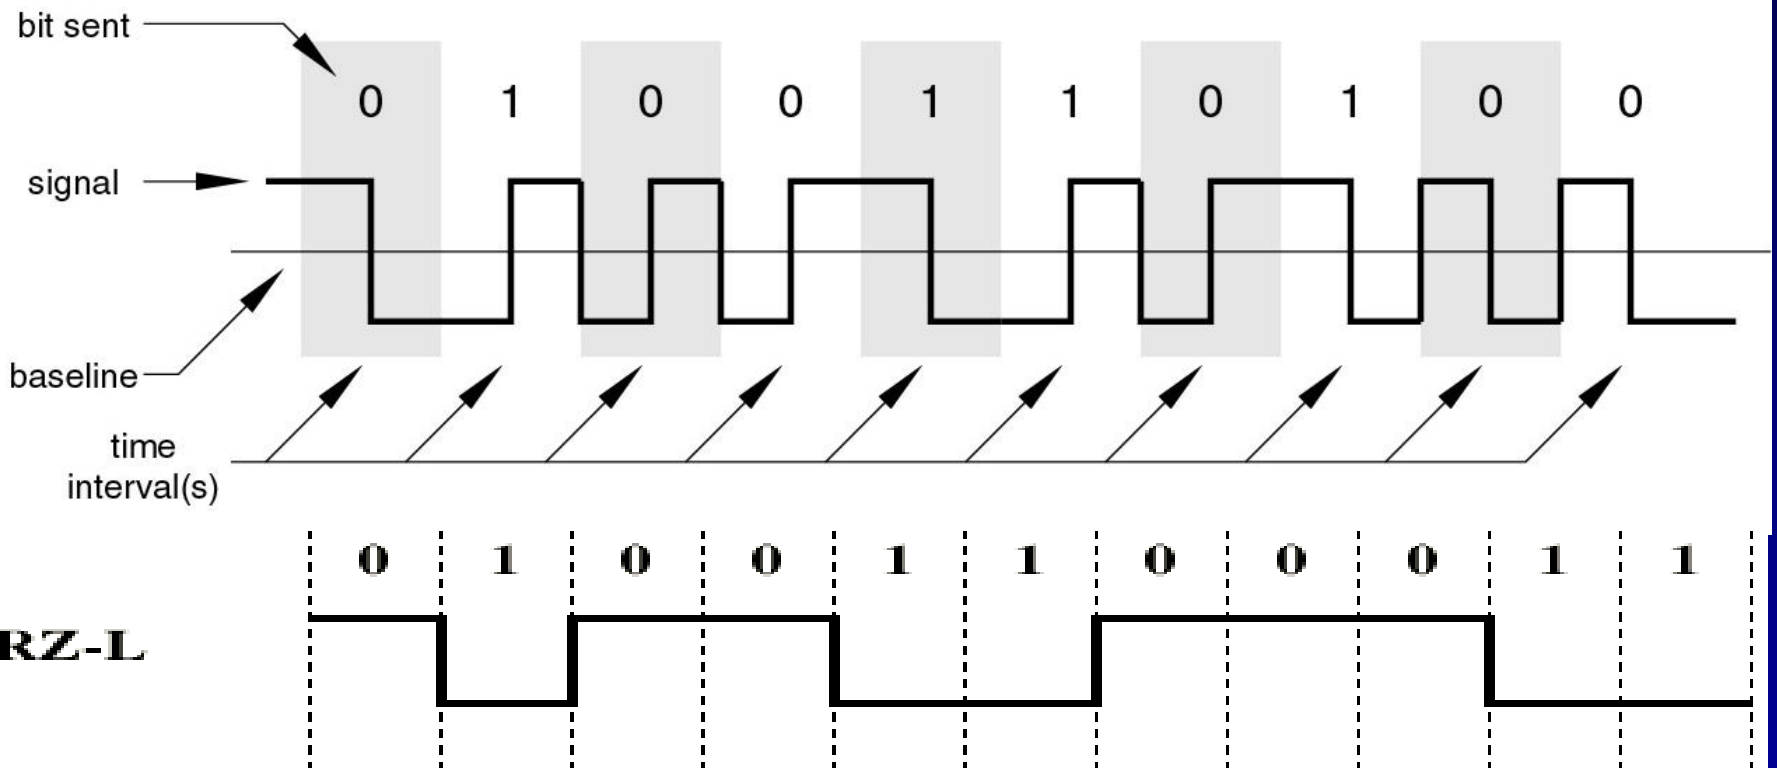 bit sent
0 1 0 0 1 1 0 1 0 0
signal
baseline
time
interval(s)
0 1 0 0 1 1 0 0 0 1 1
RZ-L